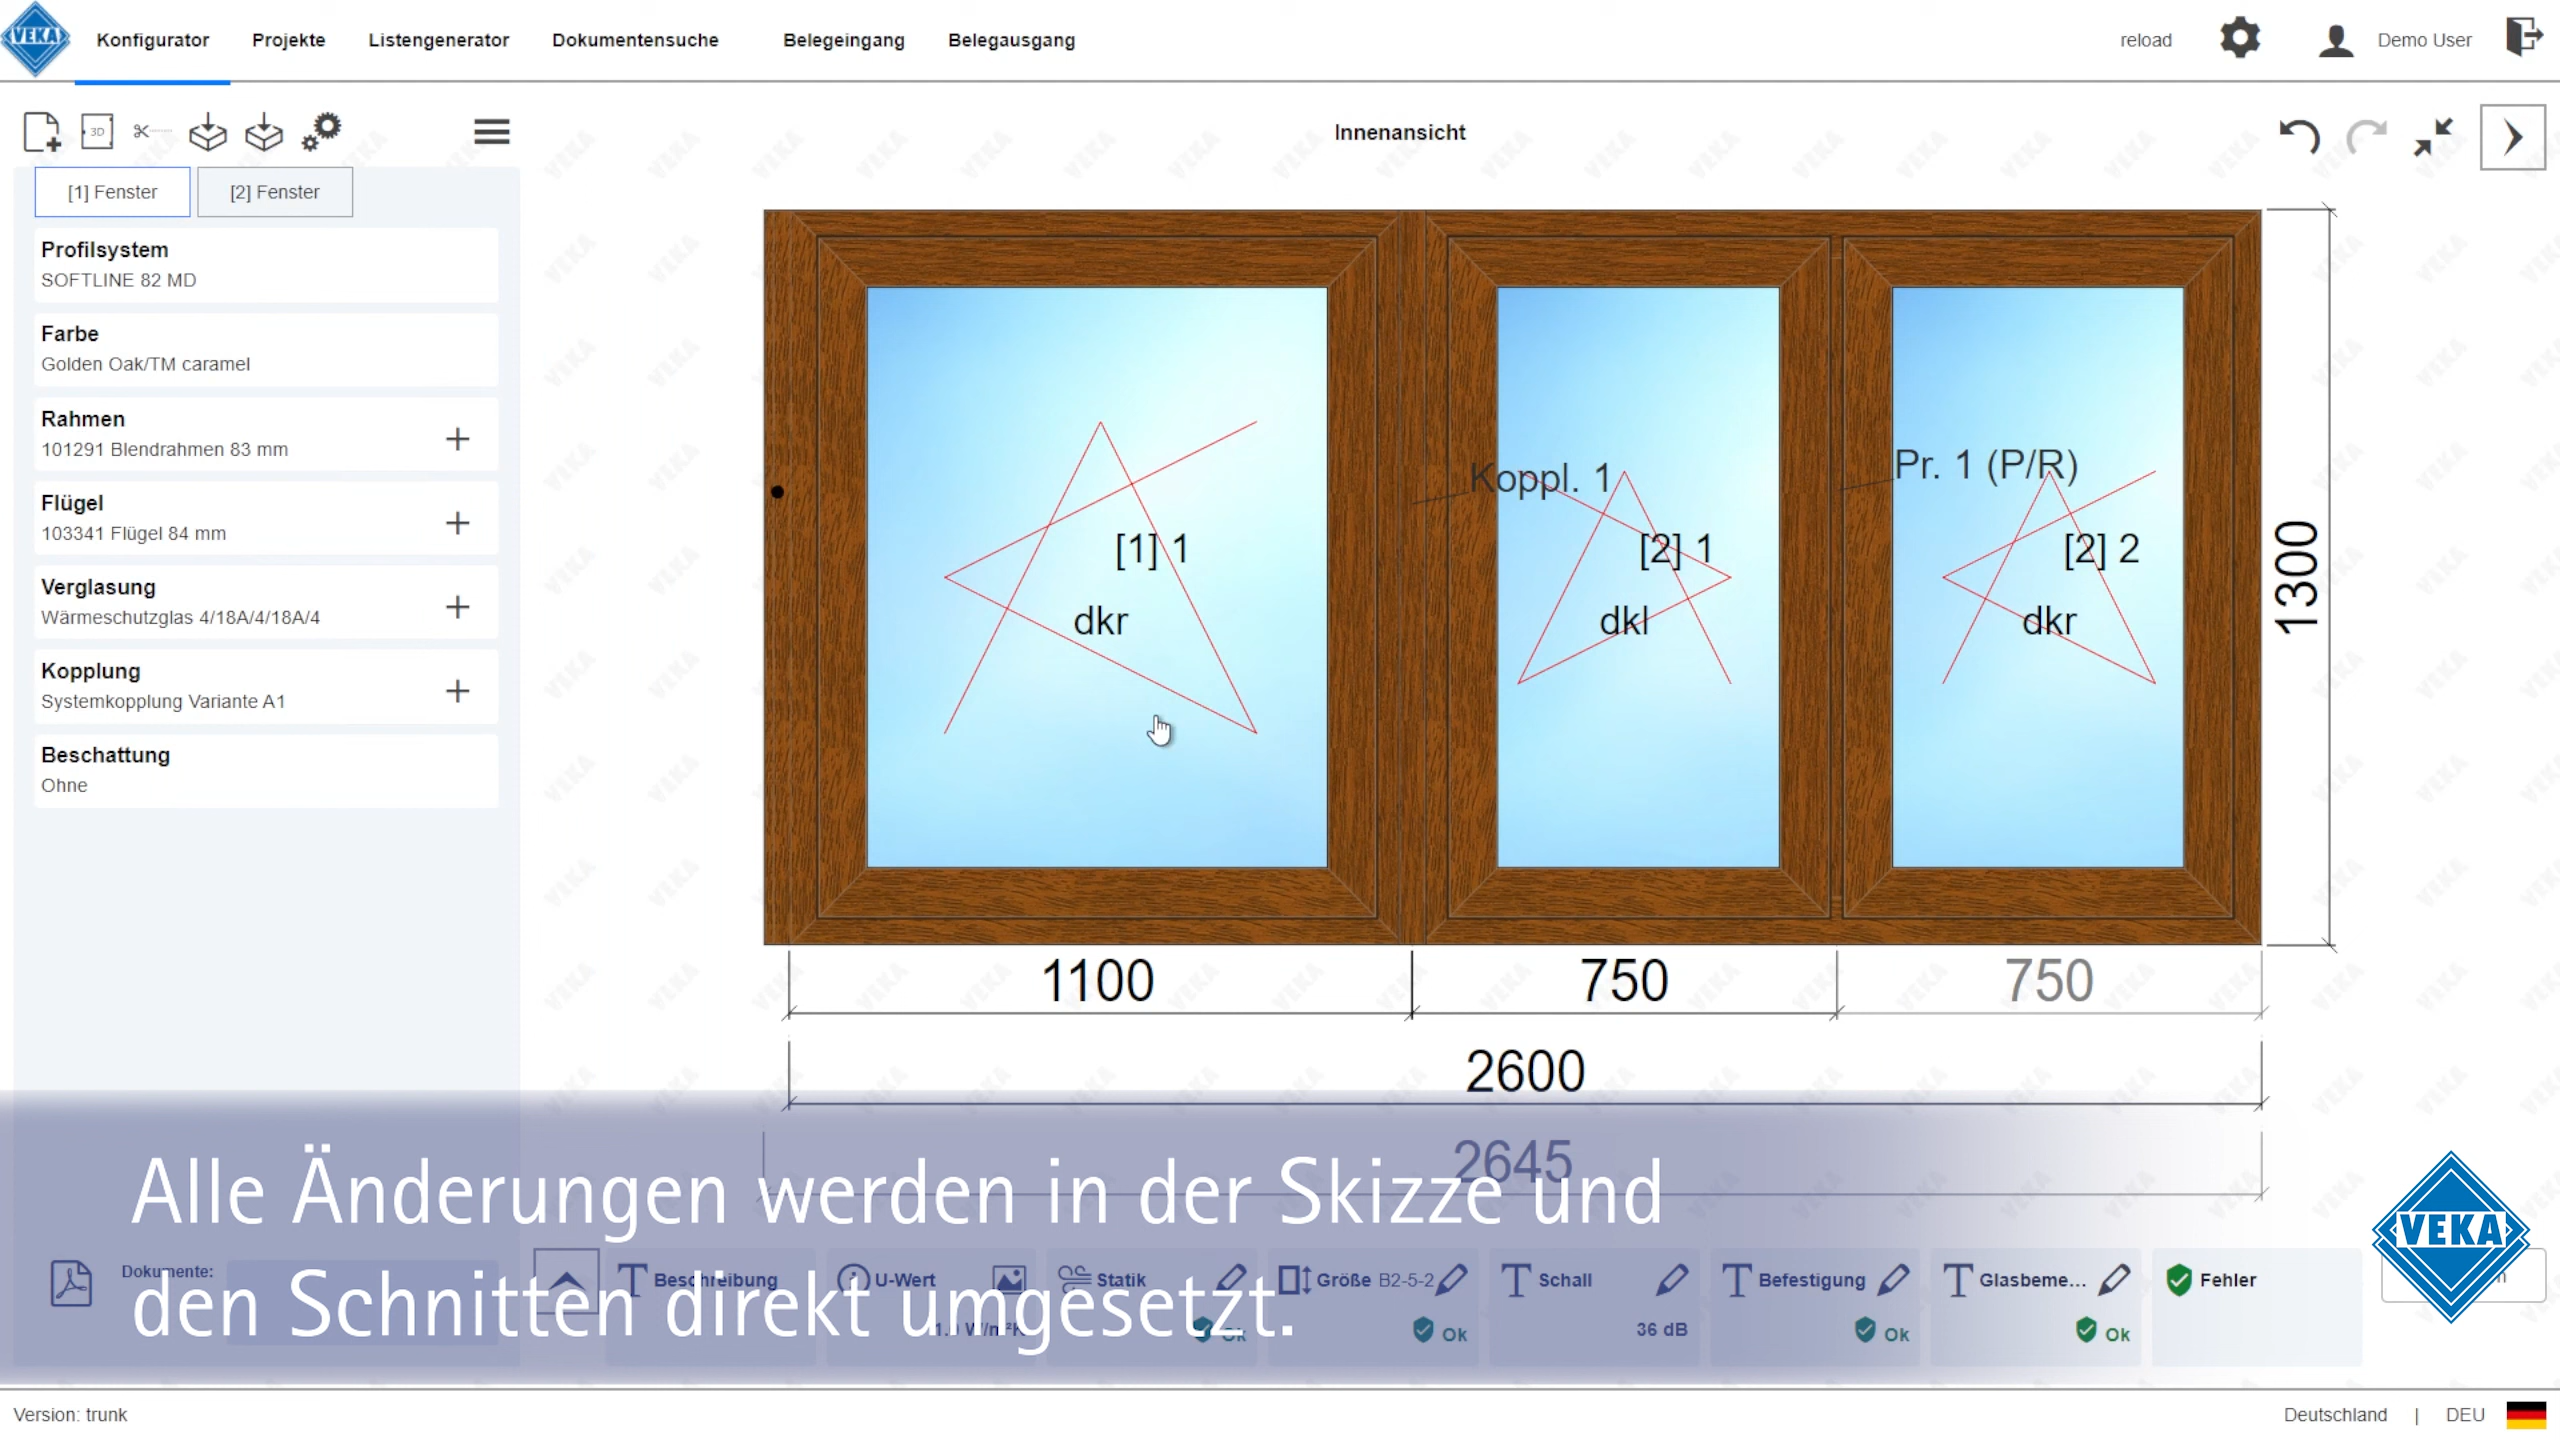 VEKA Konfigurator Projekte Listengenerator Dokumentensuche Belegeingang Belegausgang reload Demo User
3D
Innenansicht
[1] Fenster [2] Fenster
Profilsystem
SOFTLINE 82 MD
Farbe
Golden Oak/TM caramel
Rahmen
101291 Blendrahmen 83 mm
Flügel
103341 Flügel 84 mm
Verglasung
Wärmeschutzglas 4/18A/4/18A/4
Kopplung
Systemkopplung Variante A1
Beschattung
Ohne
Koppl. 1 Pr. 1 (P/R)
[1] 1 [2] 1 [2] 2
dkr dkl dkr
1300
1100 750 750
2600
2645
Alle Änderungen werden in der Skizze und
den Schnitten direkt umgesetzt.
VEKA
Dokumente: Beschreibung U-Wert Statik Größe B2-5-2 Schall Befestigung Glasbeme... Fehler
Ok Ok 36 dB Ok Ok
Version: trunk Deutschland | DEU